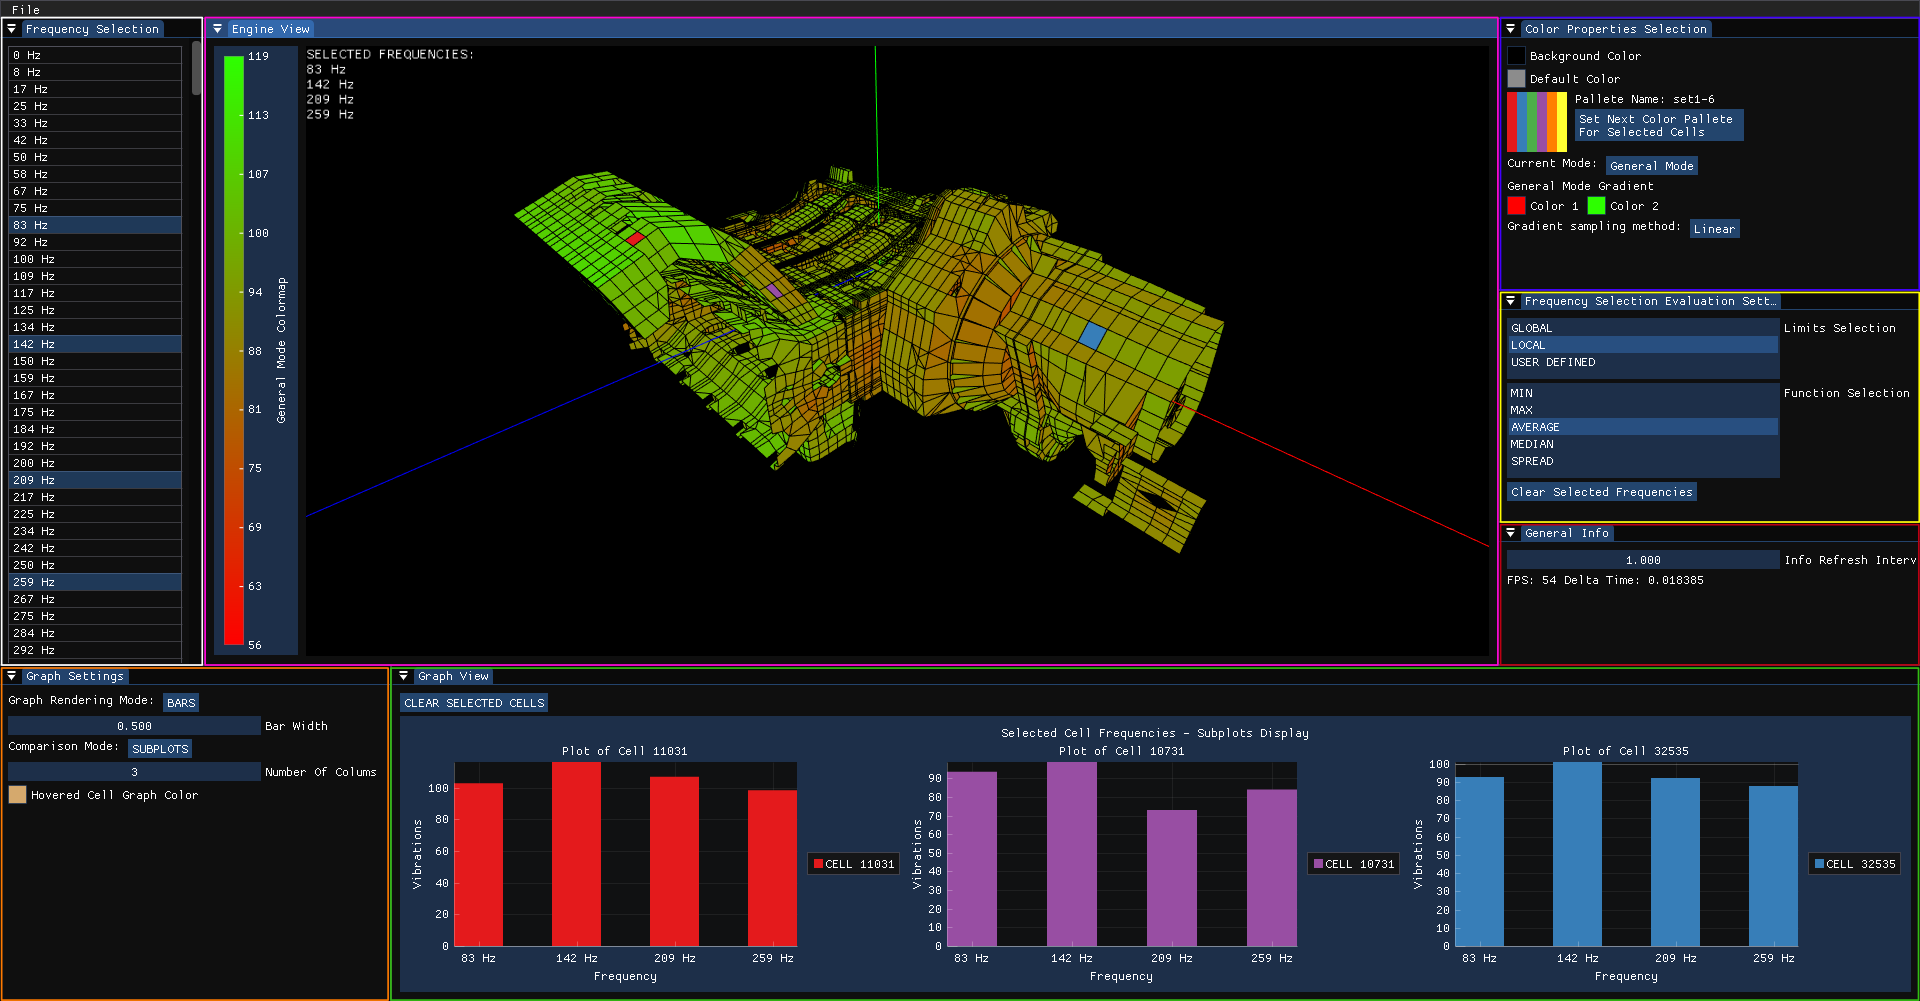 File
Frequency Selection
0 Hz
8 Hz
17 Hz
25 Hz
33 Hz
42 Hz
50 Hz
58 Hz
67 Hz
75 Hz
83 Hz
92 Hz
100 Hz
109 Hz
117 Hz
125 Hz
134 Hz
142 Hz
150 Hz
159 Hz
167 Hz
175 Hz
184 Hz
192 Hz
200 Hz
209 Hz
217 Hz
225 Hz
234 Hz
242 Hz
250 Hz
259 Hz
267 Hz
275 Hz
284 Hz
292 Hz
Engine View
119
113
107
100
94
88
81
75
69
63
56
General Mode Colormap
SELECTED FREQUENCIES:
83 Hz
142 Hz
209 Hz
259 Hz
Color Properties Selection
Background Color
Default Color
Pallete Name: set1-6
Set Next Color Pallete
For Selected Cells
Current Mode: General Mode
General Mode Gradient
Color 1 Color 2
Gradient sampling method: Linear
Frequency Selection Evaluation Sett…
GLOBAL
LOCAL
USER DEFINED
Limits Selection
MIN
MAX
AVERAGE
MEDIAN
SPREAD
Function Selection
Clear Selected Frequencies
General Info
1.000 Info Refresh Interv
FPS: 54 Delta Time: 0.018385
Graph Settings
Graph Rendering Mode: BARS
0.500 Bar Width
Comparison Mode: SUBPLOTS
3 Number Of Colums
Hovered Cell Graph Color
Graph View
CLEAR SELECTED CELLS
Selected Cell Frequencies - Subplots Display
Plot of Cell 11031
100
80
60
40
20
0
Vibrations
83 Hz 142 Hz 209 Hz 259 Hz
Frequency
CELL 11031
Plot of Cell 10731
90
80
70
60
50
40
30
20
10
0
Vibrations
83 Hz 142 Hz 209 Hz 259 Hz
Frequency
CELL 10731
Plot of Cell 32535
100
90
80
70
60
50
40
30
20
10
0
Vibrations
83 Hz 142 Hz 209 Hz 259 Hz
Frequency
CELL 32535